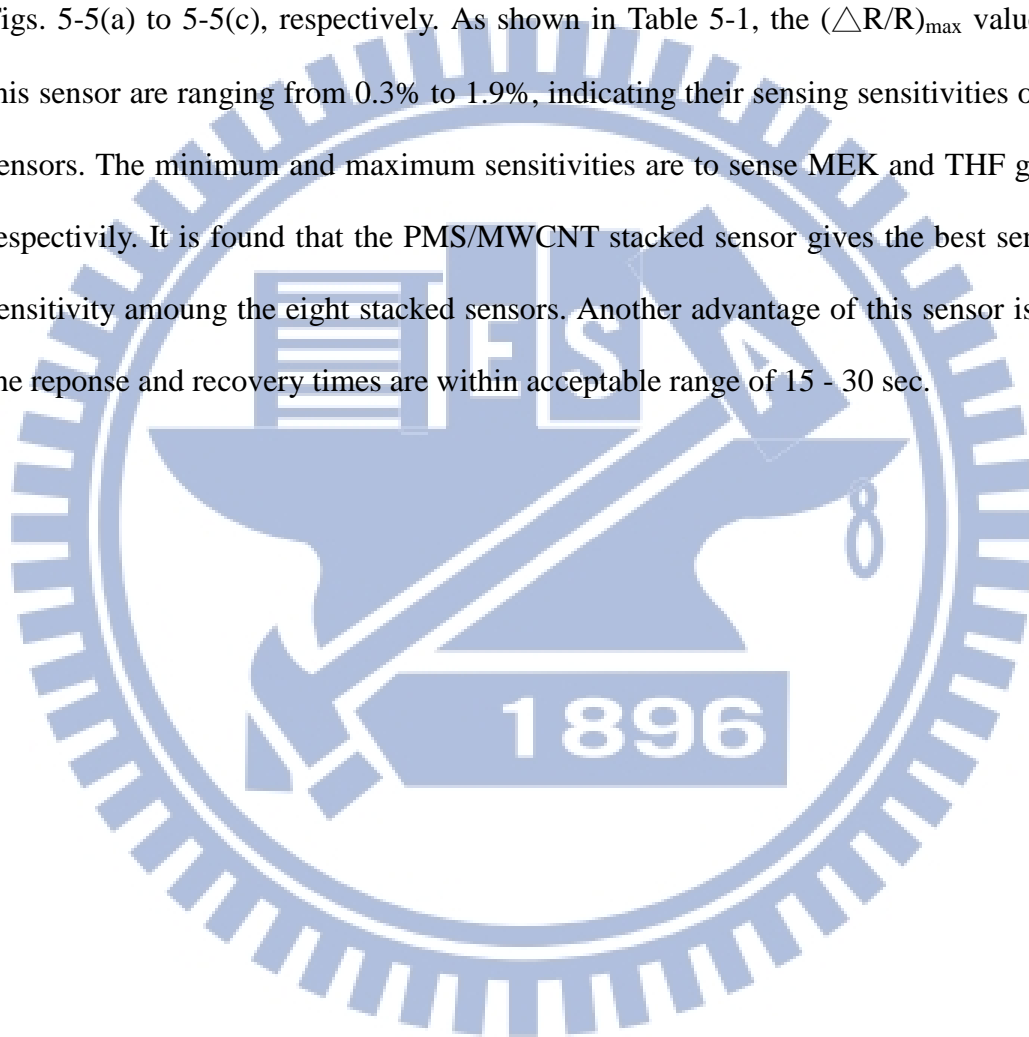 Figs. 5-5(a) to 5-5(c), respectively. As shown in Table 5-1, the (△R/R)max value
this sensor are ranging from 0.3% to 1.9%, indicating their sensing sensitivities o
sensors. The minimum and maximum sensitivities are to sense MEK and THF g
respectivily. It is found that the PMS/MWCNT stacked sensor gives the best sen
sensitivity amoung the eight stacked sensors. Another advantage of this sensor is
the reponse and recovery times are within acceptable range of 15 - 30 sec.
E S A
8
1896